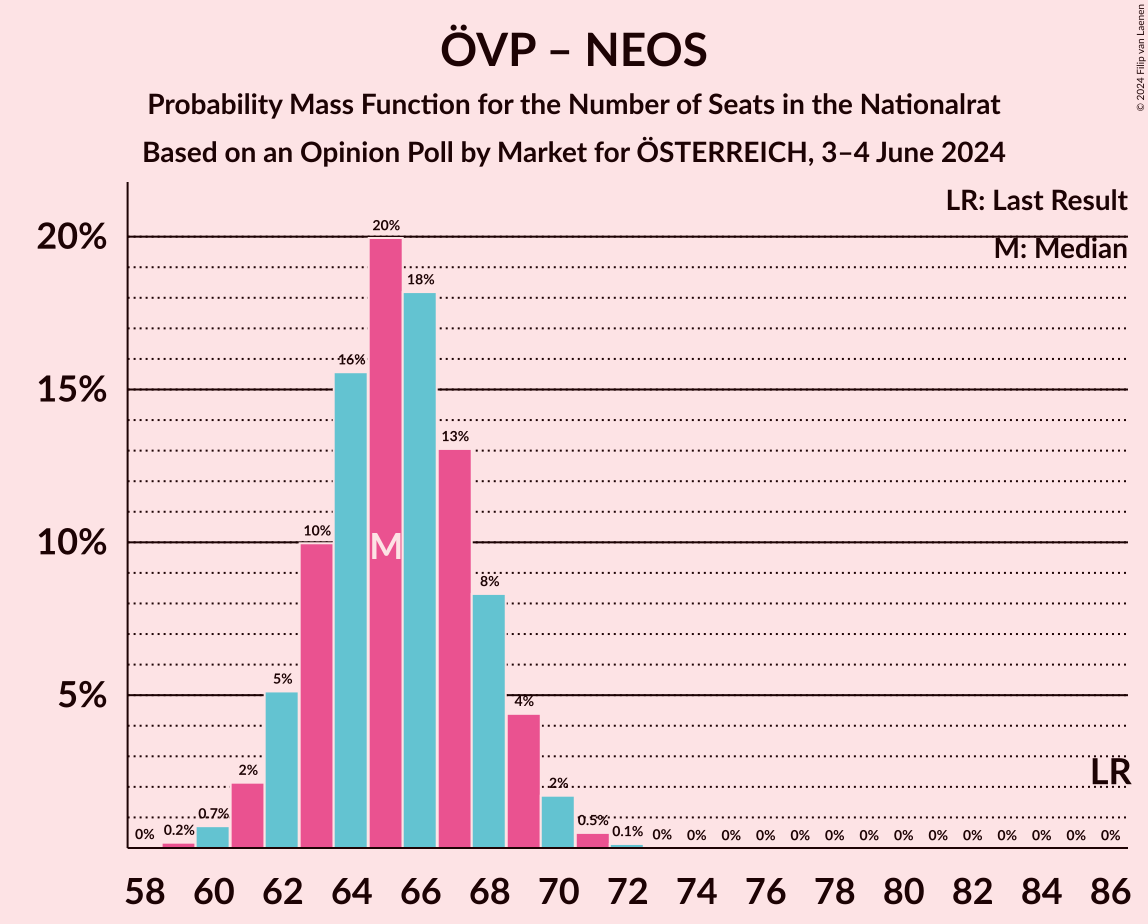 ÖVP – NEOS
Probability Mass Function for the Number of Seats in the Nationalrat
Based on an Opinion Poll by Market for ÖSTERREICH, 3–4 June 2024
© 2024 Filip van Laenen
LR: Last Result
M: Median
20%
15%
10%
5%
0% 0.2% 0.7% 2% 5% 10% 16% 20% 18% 13% 8% 4% 2% 0.5% 0.1% 0% 0% 0% 0% 0% 0% 0% 0% 0% 0% 0% 0% 0% 0%
M
LR
58 60 62 64 66 68 70 72 74 76 78 80 82 84 86